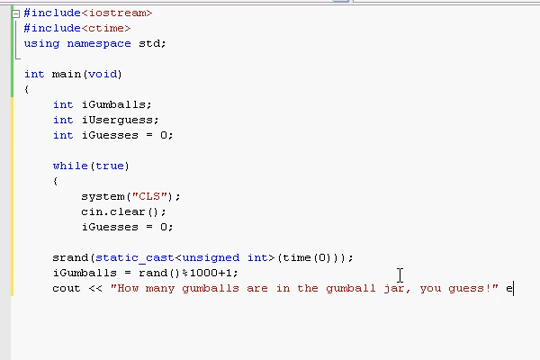 #include<iostream>
#include<ctime>
using namespace std;
int main(void)
{
int iGumballs;
int iUserguess;
int iGuesses = 0;
while(true)
{
system("CLS");
cin.clear();
iGuesses = 0;
srand(static_cast<unsigned int>(time(0)));
iGumballs = rand()%1000+1;
cout << "How many gumballs are in the gumball jar, you guess!" e